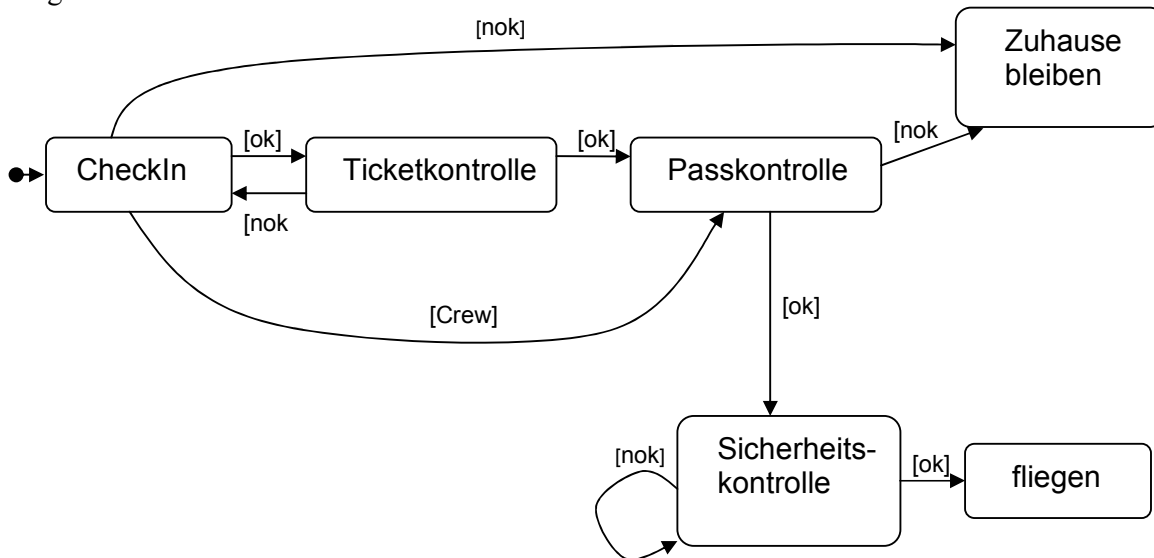 [nok]
Zuhause
bleiben
[ok]
[ok]
[nok
CheckIn
Ticketkontrolle
Passkontrolle
[nok
[Crew]
[ok]
[nok]
Sicherheits-
kontrolle
[ok]
fliegen